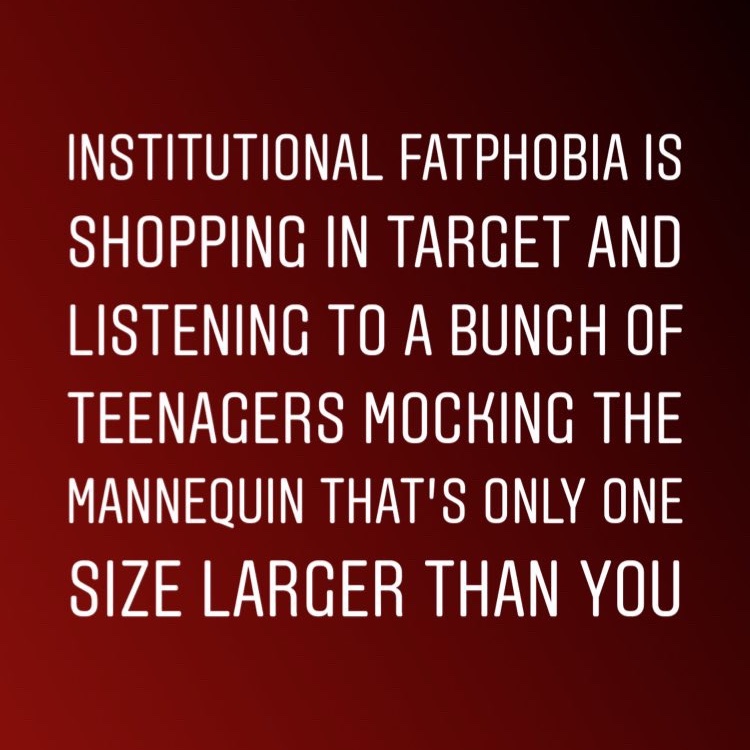 INSTITUTIONAL FATPHOBIA IS
SHOPPING IN TARGET AND
LISTENING TO A BUNCH OF
TEENAGERS MOCKING THE
MANNEQUIN THAT'S ONLY ONE
SIZE LARGER THAN YOU